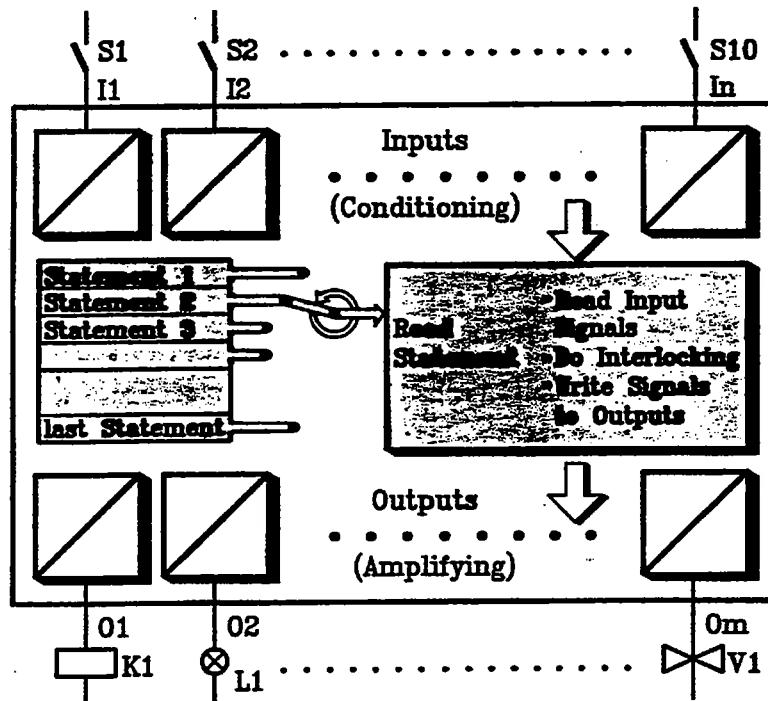 S1 S2 S10
I1 I2 In
Inputs
(Conditioning)
Statement 1
Statement 2
Statement 3
last Statement
Read
Statement
Read Input
Signals
Do Interlocking
Write Signals
to Outputs
Outputs
(Amplifying)
O1 O2 Om
K1 L1 V1